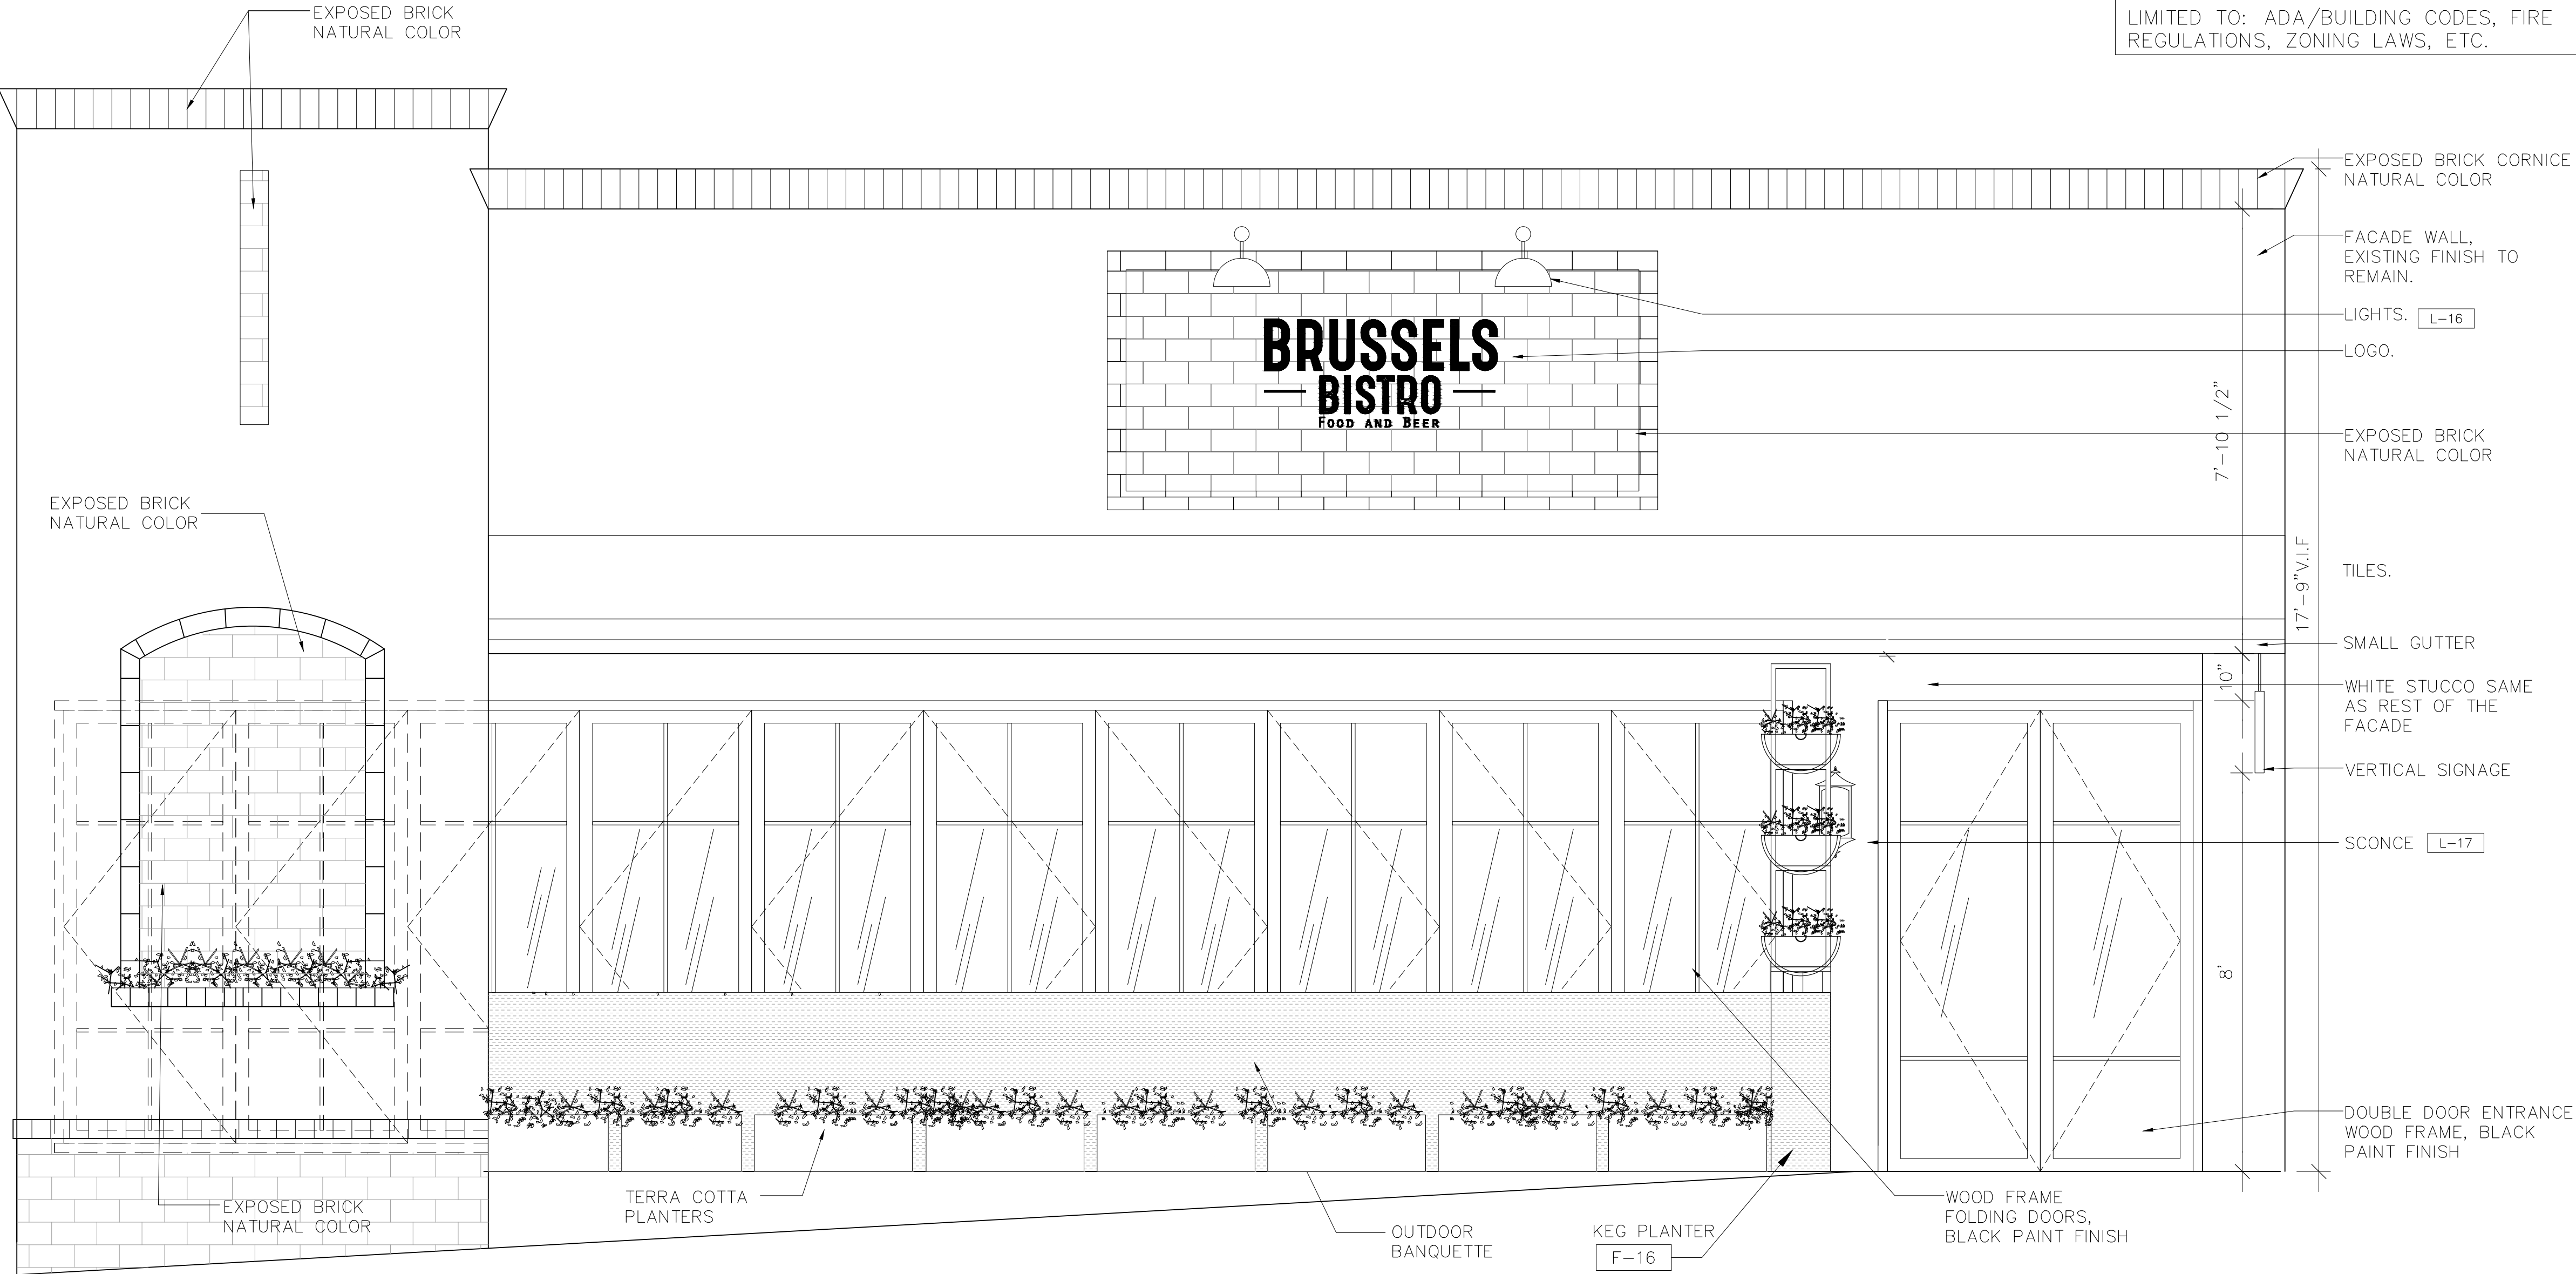 EXPOSED BRICK
NATURAL COLOR
LIMITED TO: ADA/BUILDING CODES, FIRE
REGULATIONS, ZONING LAWS, ETC.
EXPOSED BRICK CORNICE
NATURAL COLOR
FACADE WALL,
EXISTING FINISH TO
REMAIN.
LIGHTS. L-16
LOGO.
BRUSSELS
BISTRO
FOOD AND BEER
7'-10 1/2"
EXPOSED BRICK
NATURAL COLOR
EXPOSED BRICK
NATURAL COLOR
17'-9"V.I.F
TILES.
SMALL GUTTER
10"
WHITE STUCCO SAME
AS REST OF THE
FACADE
VERTICAL SIGNAGE
SCONCE L-17
8'
DOUBLE DOOR ENTRANCE
WOOD FRAME, BLACK
PAINT FINISH
EXPOSED BRICK
NATURAL COLOR
TERRA COTTA
PLANTERS
OUTDOOR
BANQUETTE
KEG PLANTER
F-16
WOOD FRAME
FOLDING DOORS,
BLACK PAINT FINISH